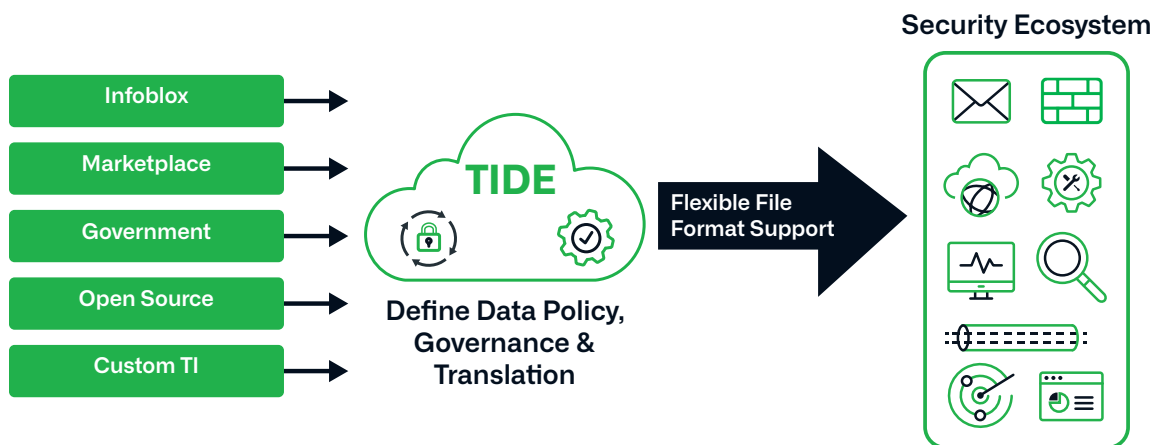 Security Ecosystem
Infoblox
Marketplace
Government
Open Source
Custom TI
TIDE
Define Data Policy,
Governance &
Translation
Flexible File
Format Support